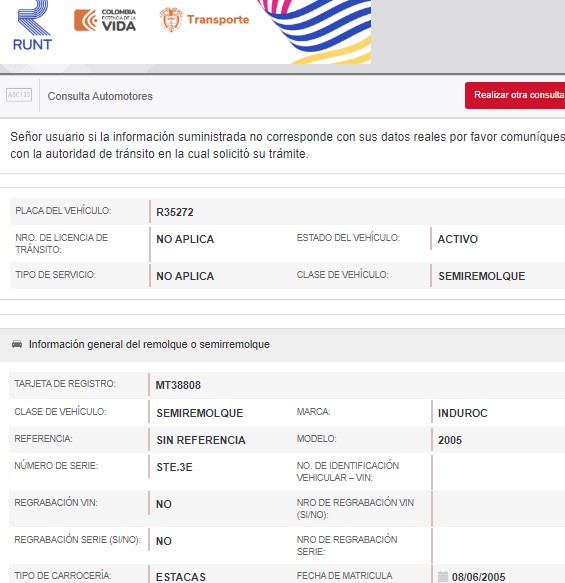 RUNT
COLOMBIA
POTENCIA DE LA
VIDA
Transporte
ABC123
Consulta Automotores
Realizar otra consulta
Señor usuario si la información suministrada no corresponde con sus datos reales por favor comuníques
con la autoridad de tránsito en la cual solicitó su trámite.
PLACA DEL VEHÍCULO: R35272
NRO. DE LICENCIA DE TRÁNSITO: NO APLICA ESTADO DEL VEHÍCULO: ACTIVO
TIPO DE SERVICIO: NO APLICA CLASE DE VEHÍCULO: SEMIREMOLQUE
Información general del remolque o semirremolque
TARJETA DE REGISTRO: MT38808
CLASE DE VEHÍCULO: SEMIREMOLQUE MARCA: INDUROC
REFERENCIA: SIN REFERENCIA MODELO: 2005
NÚMERO DE SERIE: STE.3E NO. DE IDENTIFICACIÓN
VEHICULAR – VIN:
REGRABACIÓN VIN: NO NRO DE REGRABACIÓN VIN
(SI/NO):
REGRABACIÓN SERIE (SI/NO): NO NRO DE REGRABACIÓN
SERIE:
TIPO DE CARROCERÍA: ESTACAS FECHA DE MATRICULA 08/06/2005